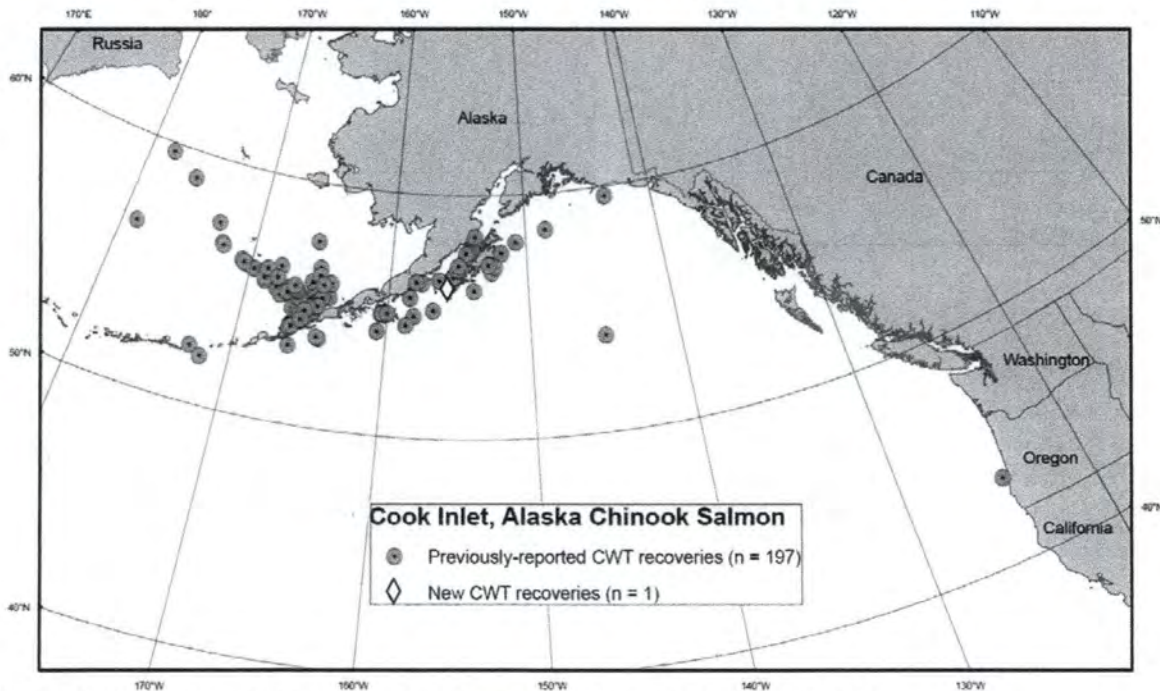 170°E 180° 170°W 160°W 150°W 140°W 130°W 120°W 110°W
Russia
60°N
Alaska
Canada
50°N
50°N
Washington
Oregon
40°N
California
Cook Inlet, Alaska Chinook Salmon
Previously-reported CWT recoveries (n = 197)
New CWT recoveries (n = 1)
40°N
170°W 160°W 150°W 140°W 130°W